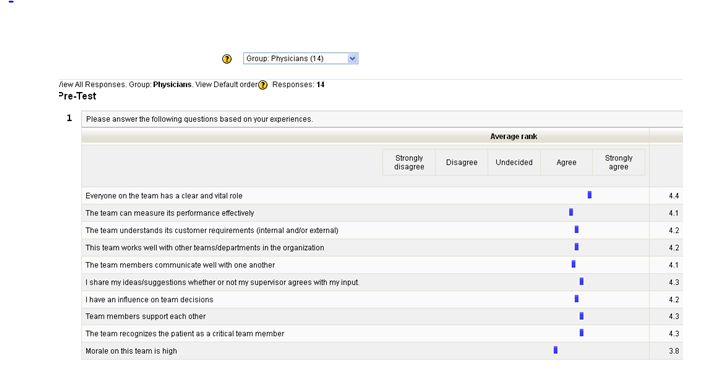 Group: Physicians (14)
View All Responses. Group: Physicians. View Default order Responses: 14
Pre-Test
1 Please answer the following questions based on your experiences.
Average rank
Strongly disagree Disagree Undecided Agree Strongly agree
Everyone on the team has a clear and vital role 4.4
The team can measure its performance effectively 4.1
The team understands its customer requirements (internal and/or external) 4.2
This team works well with other teams/departments in the organization 4.2
The team members communicate well with one another 4.1
I share my ideas/suggestions whether or not my supervisor agrees with my input. 4.3
I have an influence on team decisions 4.2
Team members support each other 4.3
The team recognizes the patient as a critical team member 4.3
Morale on this team is high 3.8